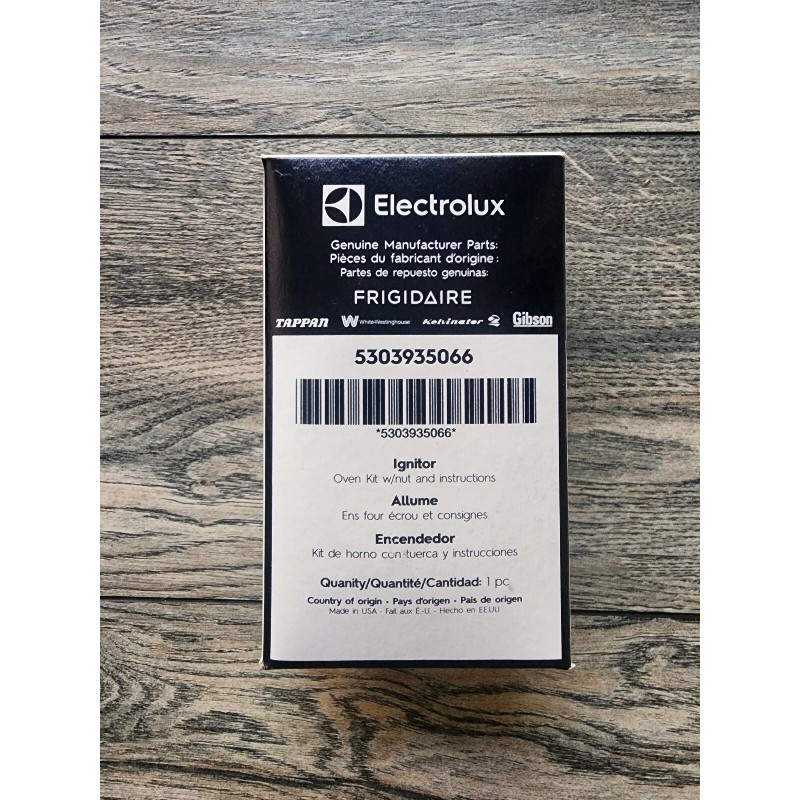 Electrolux
Genuine Manufacturer Parts:
Pièces du fabricant d'origine :
Partes de repuesto genuinas:
FRIGIDAIRE
TAPPAN White-Westinghouse Kelvinator Gibson
5303935066
*5303935066*
Ignitor
Oven Kit w/nut and instructions
Allume
Ens four écrou et consignes
Encendedor
Kit de horno con tuerca y instrucciones
Quanity/Quantité/Cantidad: 1 pc
Country of origin • Pays d'origen • Pais de origen
Made in USA - Fait aux É.-U. - Hecho en EE.UU